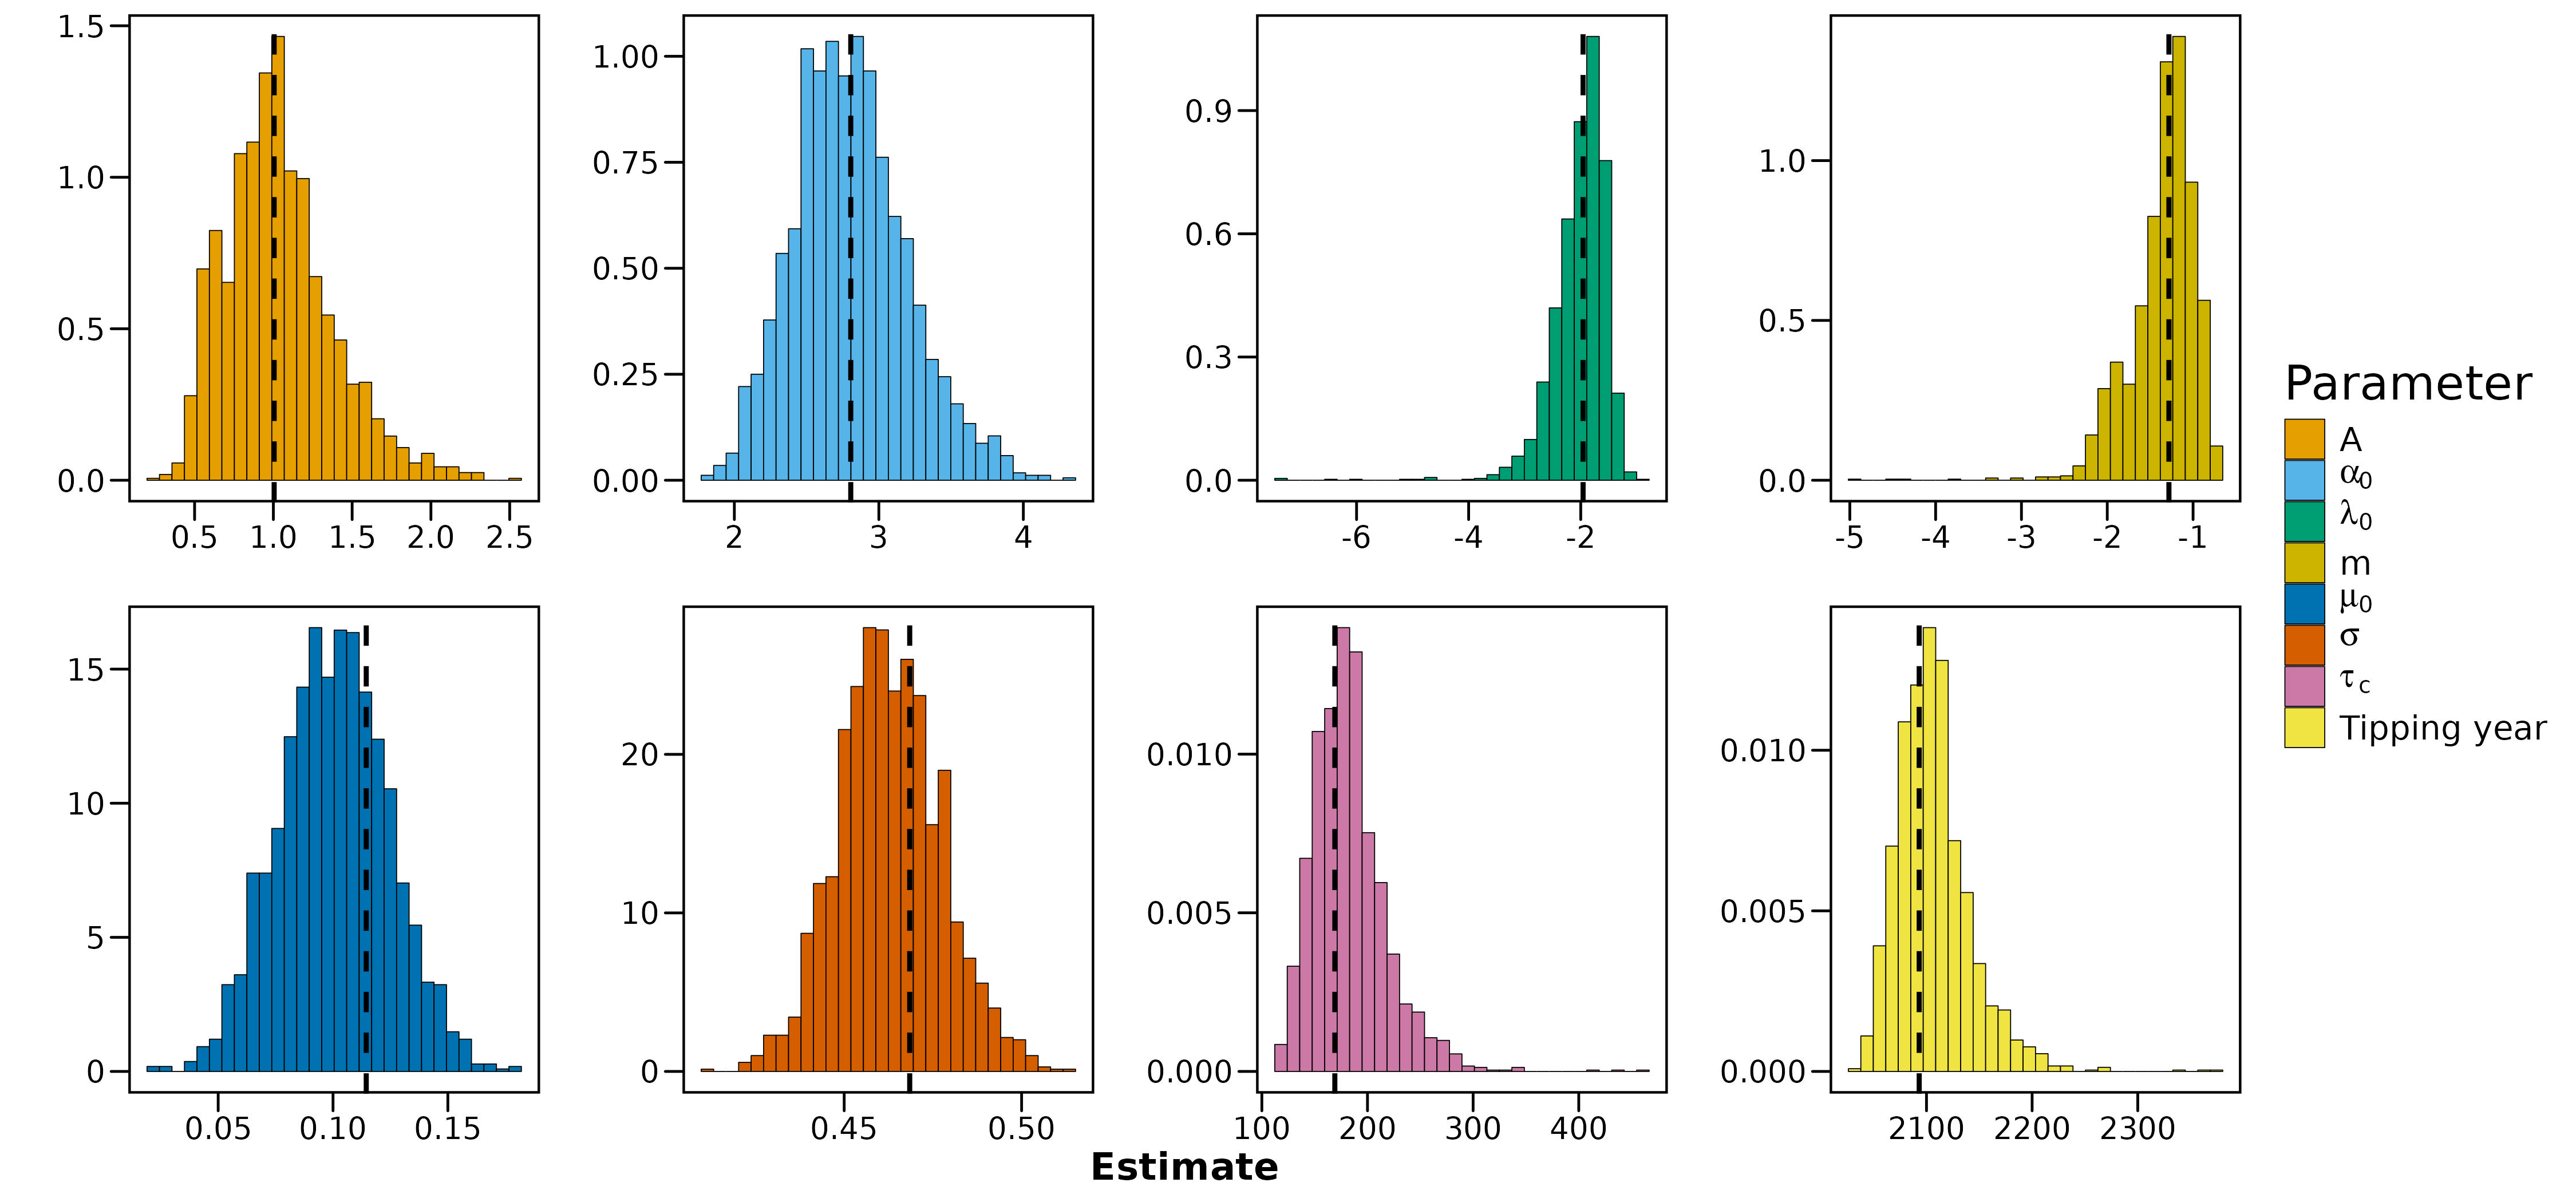 1.5
1.0
0.5
0.0
0.5 1.0 1.5 2.0 2.5
1.00
0.75
0.50
0.25
0.00
2 3 4
0.9
0.6
0.3
0.0
-6 -4 -2
1.0
0.5
0.0
-5 -4 -3 -2 -1
15
10
5
0
0.05 0.10 0.15
20
10
0
0.45 0.50
0.010
0.005
0.000
100 200 300 400
0.010
0.005
0.000
2100 2200 2300
Estimate
Parameter
A
α₀
λ₀
m
μ₀
σ
τ c
Tipping year